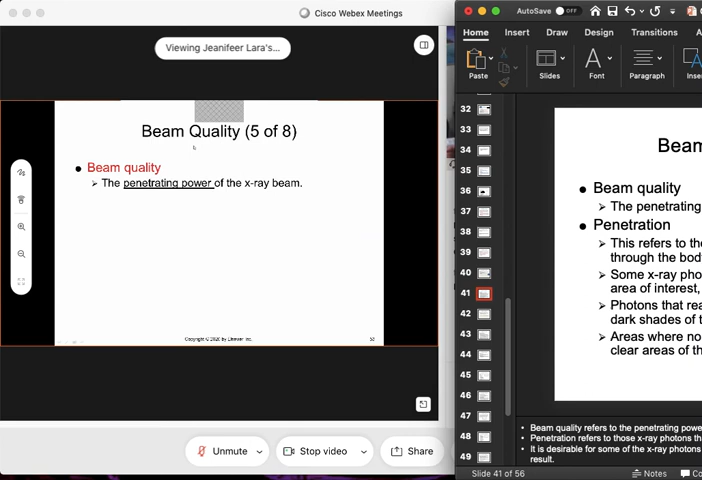 Cisco Webex Meetings
Viewing Jeanifeer Lara's...
Beam Quality (5 of 8)
Beam quality
The penetrating power of the x-ray beam.
Copyright © 2020 by Elsevier Inc.
Unmute
Stop video
Share
AutoSave OFF
Home Insert Draw Design Transitions A
Paste
Slides
Font
Paragraph
Inser
32
33
34
35
36
37
38
39
40
41
42
43
44
45
46
47
48
49
Beam
Beam quality
The penetrating
Penetration
This refers to the
through the body
Some x-ray pho
area of interest,
Photons that rea
dark shades of t
Areas where no
clear areas of th
Beam quality refers to the penetrating powe
Penetration refers to those x-ray photons th
It is desirable for some of the x-ray photons
result.
Slide 41 of 56
Notes
Co